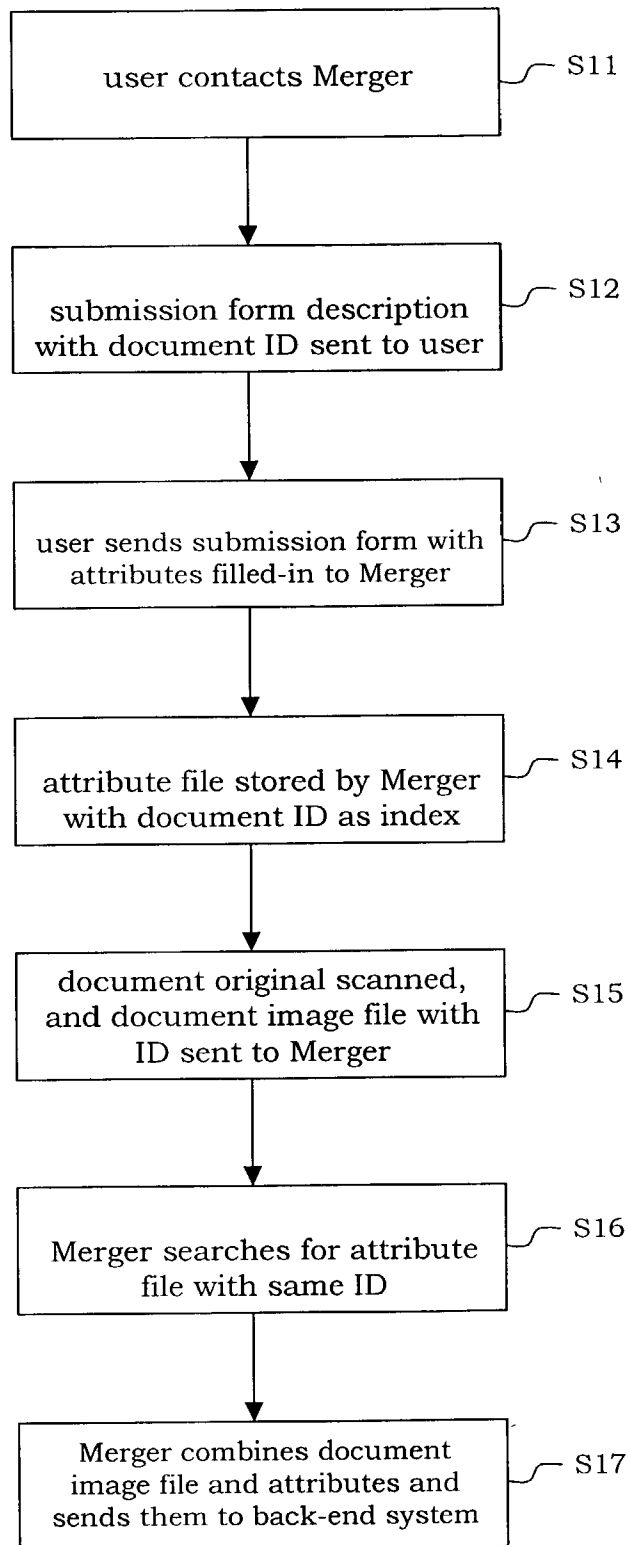 user contacts Merger
S11
submission form description
with document ID sent to user
S12
user sends submission form with
attributes filled-in to Merger
S13
attribute file stored by Merger
with document ID as index
S14
document original scanned,
and document image file with
ID sent to Merger
S15
Merger searches for attribute
file with same ID
S16
Merger combines document
image file and attributes and
sends them to back-end system
S17